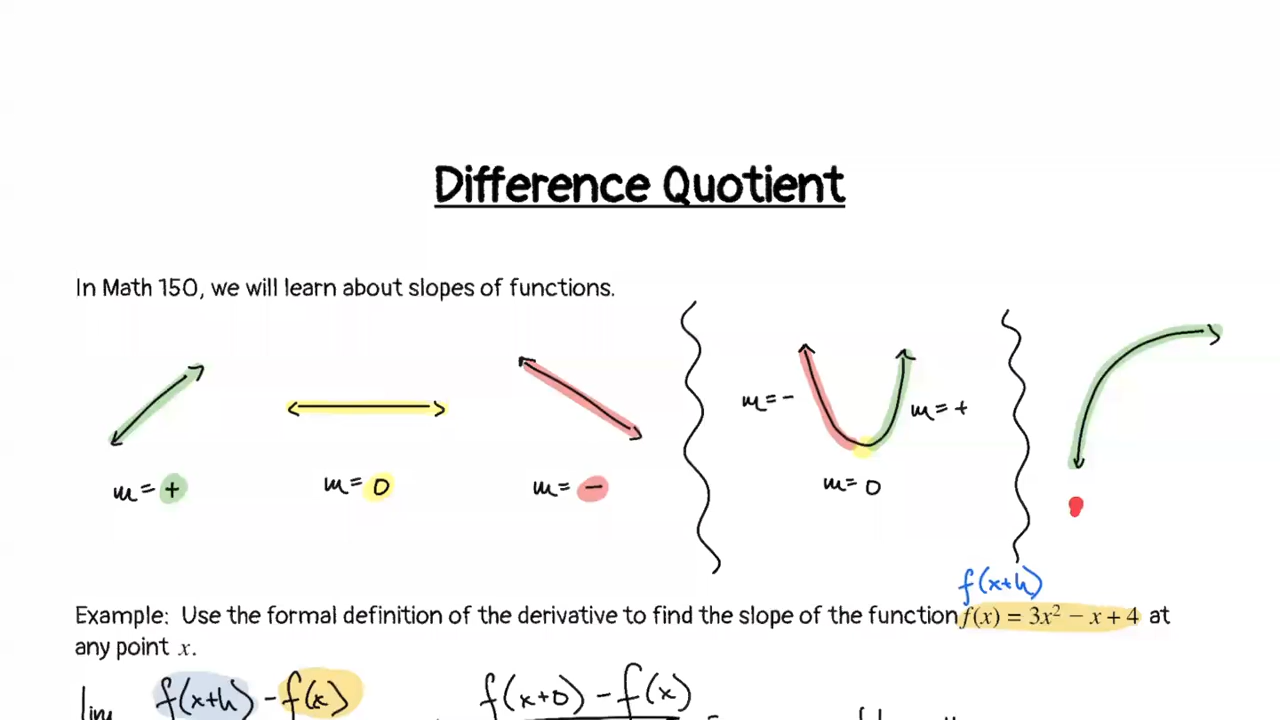 Difference Quotient
In Math 150, we will learn about slopes of functions.
m = -
m = +
m = +
m = 0
m = -
m = 0
f(x+h)
Example: Use the formal definition of the derivative to find the slope of the function f(x) = 3x² − x + 4 at
any point x.
lim f(x+h) - f(x) f(x+0) - f(x)